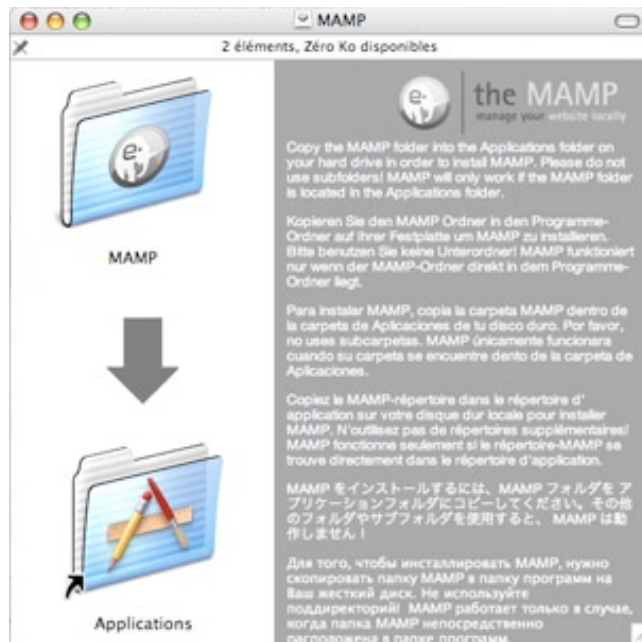 MAMP
2 éléments, Zéro Ko disponibles
e.
the MAMP
manage your website locally
Copy the MAMP folder into the Applications folder on
your hard drive in order to install MAMP. Please do not
use subfolders! MAMP will only work if the MAMP folder
is located in the Applications folder.
Kopieren Sie den MAMP Ordner in den Programme-
Ordner auf Ihrer Festplatte um MAMP zu installieren.
Bitte benutzen Sie keine Unterordner! MAMP funktioniert
nur wenn der MAMP-Ordner direkt in dem Programme-
Ordner liegt.
Para instalar MAMP, copia la carpeta MAMP dentro de
la carpeta de Aplicaciones de tu disco duro. Por favor,
no uses subcarpetas. MAMP únicamente funcionara
cuando su carpeta se encuentre dento de la carpeta de
Aplicaciones.
Copiez le MAMP-répertoire dans le répertoire d'
application sur votre disque dur locale pour installer
MAMP. N'outilisez pas de répertoires supplémentaires!
MAMP fonctionne seulement si le répertoire-MAMP se
trouve directement dans le répertoire d'application.
MAMP をインストールするには、MAMP フォルダを ア
プリケーションフォルダにコピーしてください。その他
のフォルダやサブフォルダを使用すると、 MAMP は動
作しません！
Для того, чтобы инсталлировать MAMP, нужно
скопировать папку MAMP в папку программ на
Ваш жесткий диск. Не используйте
поддиректорий! MAMP работает только в случае,
когда папка MAMP непосредственно
расположена в папке программ
e.
MAMP
Applications